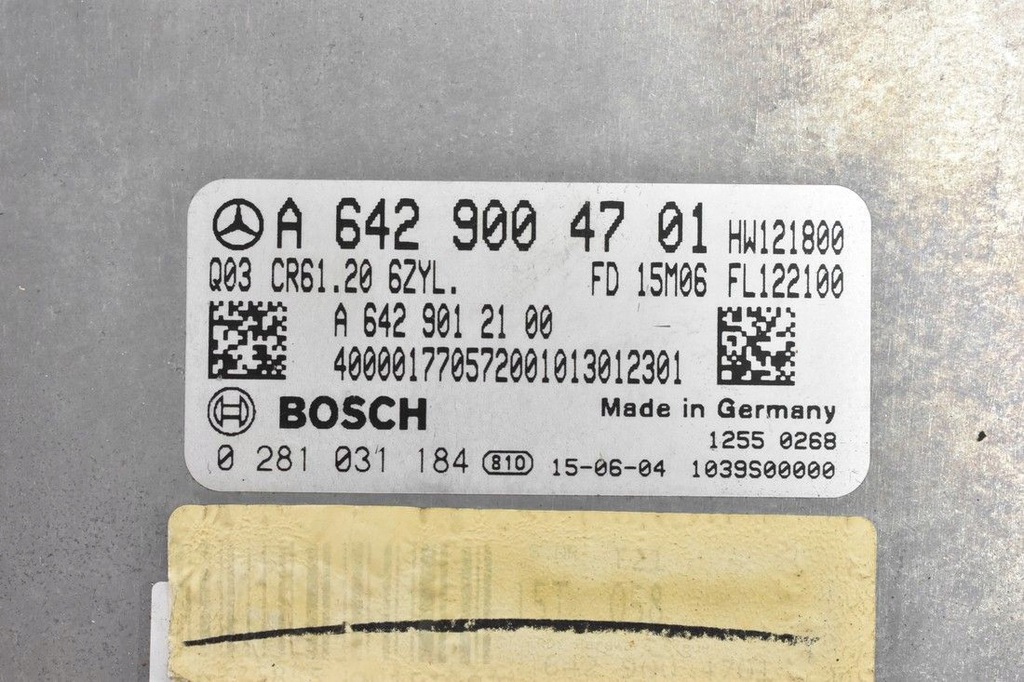 A 642 900 47 01 HW121800
Q03 CR61.20 6ZYL. FD 15M06 FL122100
A 642 901 21 00
400001770572001013012301
BOSCH Made in Germany
1255 0268
0 281 031 184 810 15-06-04 1039S00000